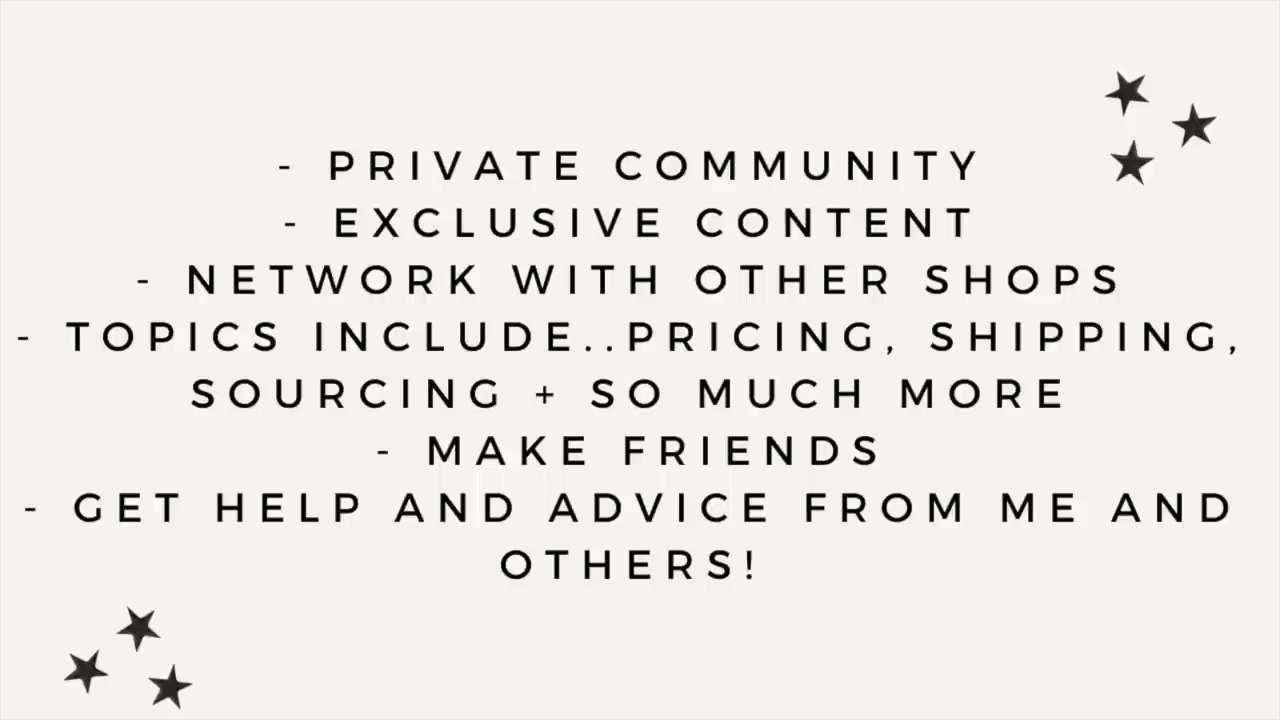 - PRIVATE COMMUNITY
- EXCLUSIVE CONTENT
- NETWORK WITH OTHER SHOPS
- TOPICS INCLUDE..PRICING, SHIPPING,
SOURCING + SO MUCH MORE
- MAKE FRIENDS
- GET HELP AND ADVICE FROM ME AND
OTHERS!